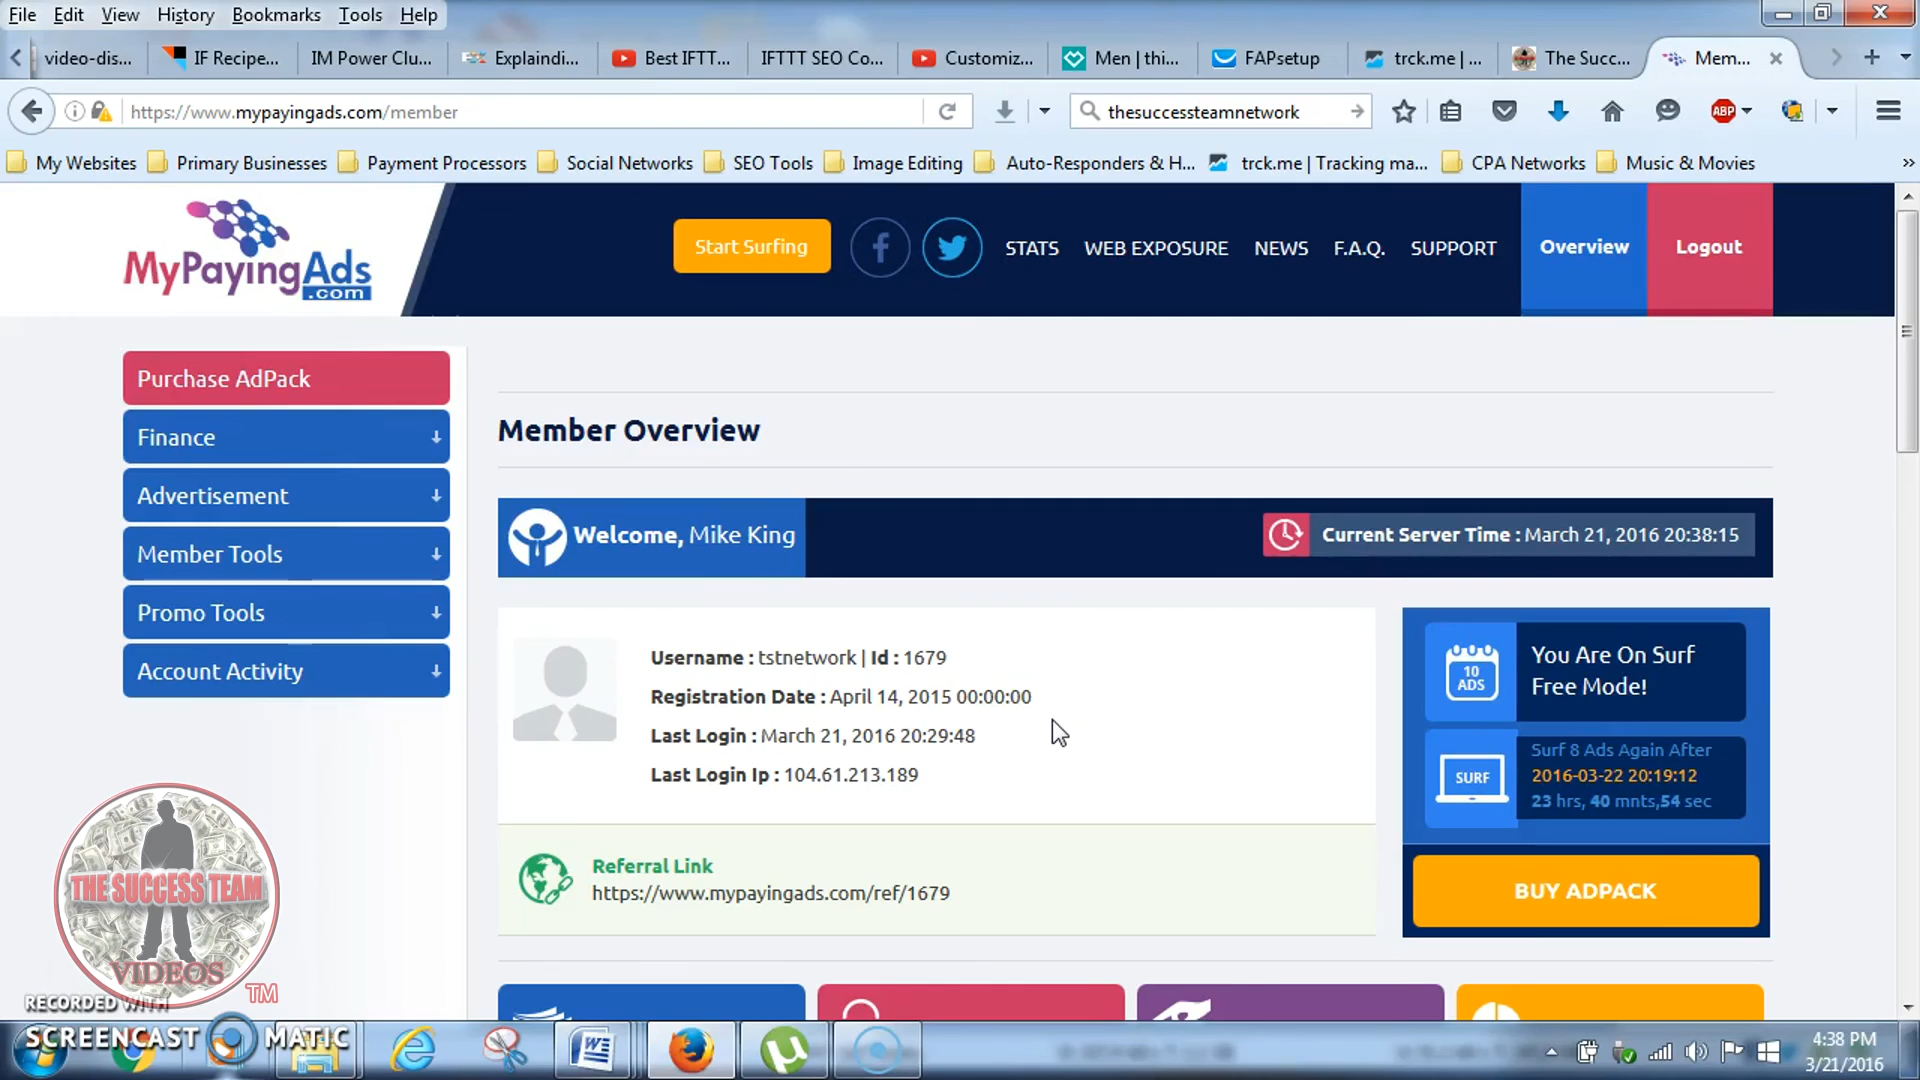 File Edit View History Bookmarks Tools Help
video-dis... IF Recipe... IM Power Clu... Explaindi... Best IFTT... IFTTT SEO Co... Customiz... Men | thi... FAPsetup trck.me | ... The Succ... Mem...
https://www.mypayingads.com/member thesuccessteamnetwork ABP
My Websites Primary Businesses Payment Processors Social Networks SEO Tools Image Editing Auto-Responders & H... trck.me | Tracking ma... CPA Networks Music & Movies
MyPayingAds
.com
Start Surfing STATS WEB EXPOSURE NEWS F.A.Q. SUPPORT Overview Logout
Purchase AdPack
Finance
Advertisement
Member Tools
Promo Tools
Account Activity
Member Overview
Welcome, Mike King
Current Server Time : March 21, 2016 20:38:15
Username : tstnetwork | Id : 1679
Registration Date : April 14, 2015 00:00:00
Last Login : March 21, 2016 20:29:48
Last Login Ip : 104.61.213.189
10
ADS
You Are On Surf
Free Mode!
SURF
Surf 8 Ads Again After
2016-03-22 20:19:12
23 hrs, 40 mnts,54 sec
Referral Link
https://www.mypayingads.com/ref/1679
BUY ADPACK
THE SUCCESS TEAM
VIDEOS
TM
RECORDED WITH
SCREENCAST MATIC
4:38 PM
3/21/2016